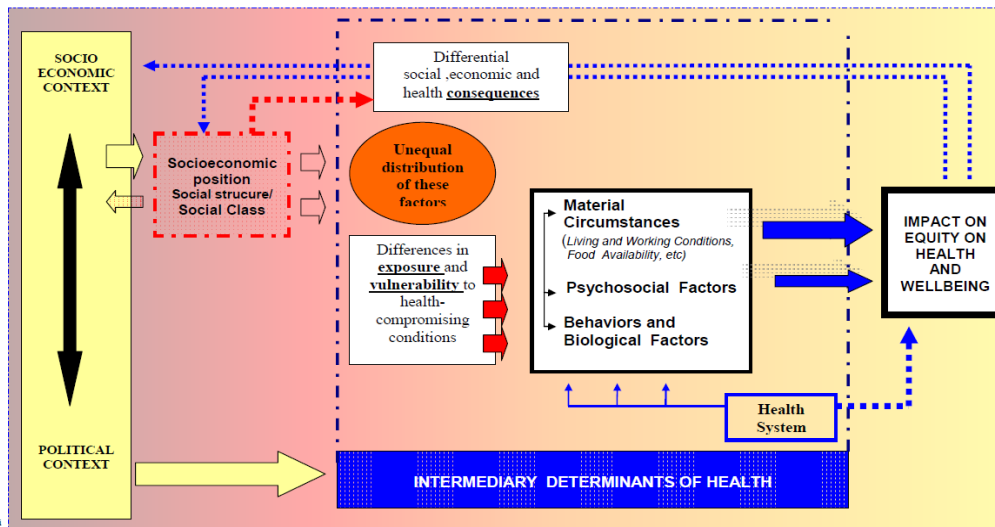 SOCIO
ECONOMIC
CONTEXT
POLITICAL
CONTEXT
Socioeconomic
position
Social strucure/
Social Class
Differential
social ,economic and
health consequences
Unequal
distribution
of these
factors
Differences in
exposure and
vulnerability to
health-
compromising
conditions
Material
Circumstances
(Living and Working Conditions,
Food Availability, etc)
Psychosocial Factors
Behaviors and
Biological Factors
Health
System
IMPACT ON
EQUITY ON
HEALTH
AND
WELLBEING
INTERMEDIARY DETERMINANTS OF HEALTH